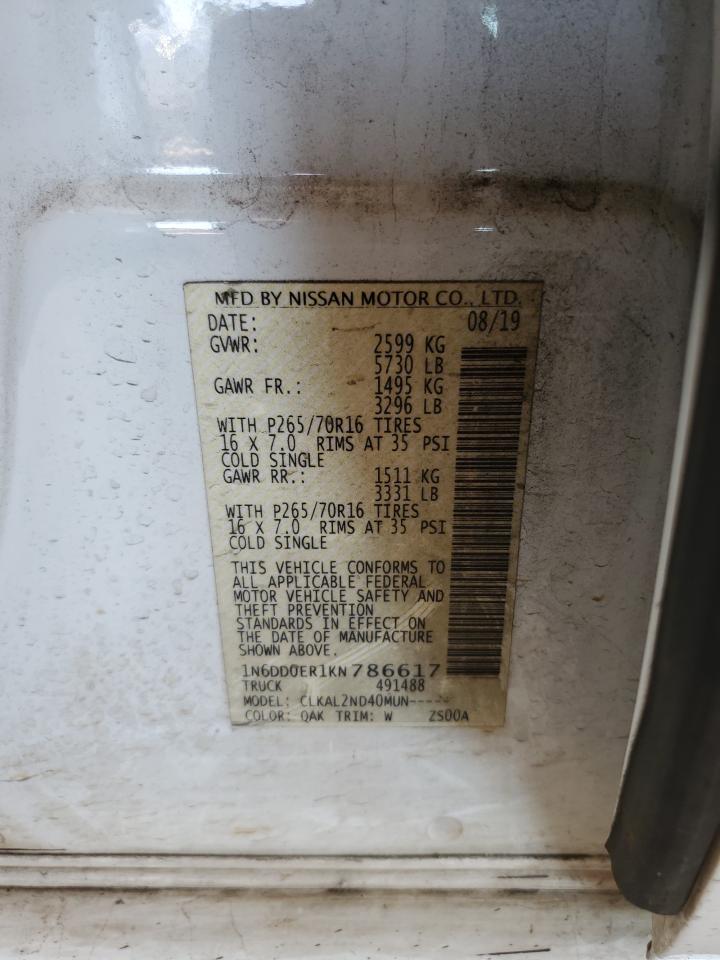 MFD BY NISSAN MOTOR CO., LTD.
DATE: 08/19
GVWR: 2599 KG
5730 LB
GAWR FR.: 1495 KG
3296 LB
WITH P265/70R16 TIRES
16 X 7.0 RIMS AT 35 PSI
COLD SINGLE
GAWR RR.: 1511 KG
3331 LB
WITH P265/70R16 TIRES
16 X 7.0 RIMS AT 35 PSI
COLD SINGLE
THIS VEHICLE CONFORMS TO
ALL APPLICABLE FEDERAL
MOTOR VEHICLE SAFETY AND
THEFT PREVENTION
STANDARDS IN EFFECT ON
THE DATE OF MANUFACTURE
SHOWN ABOVE.
1N6DD0ER1KN786617
TRUCK 491488
MODEL: CLKAL2ND40MUN-----
COLOR: QAK TRIM: W ZS00A